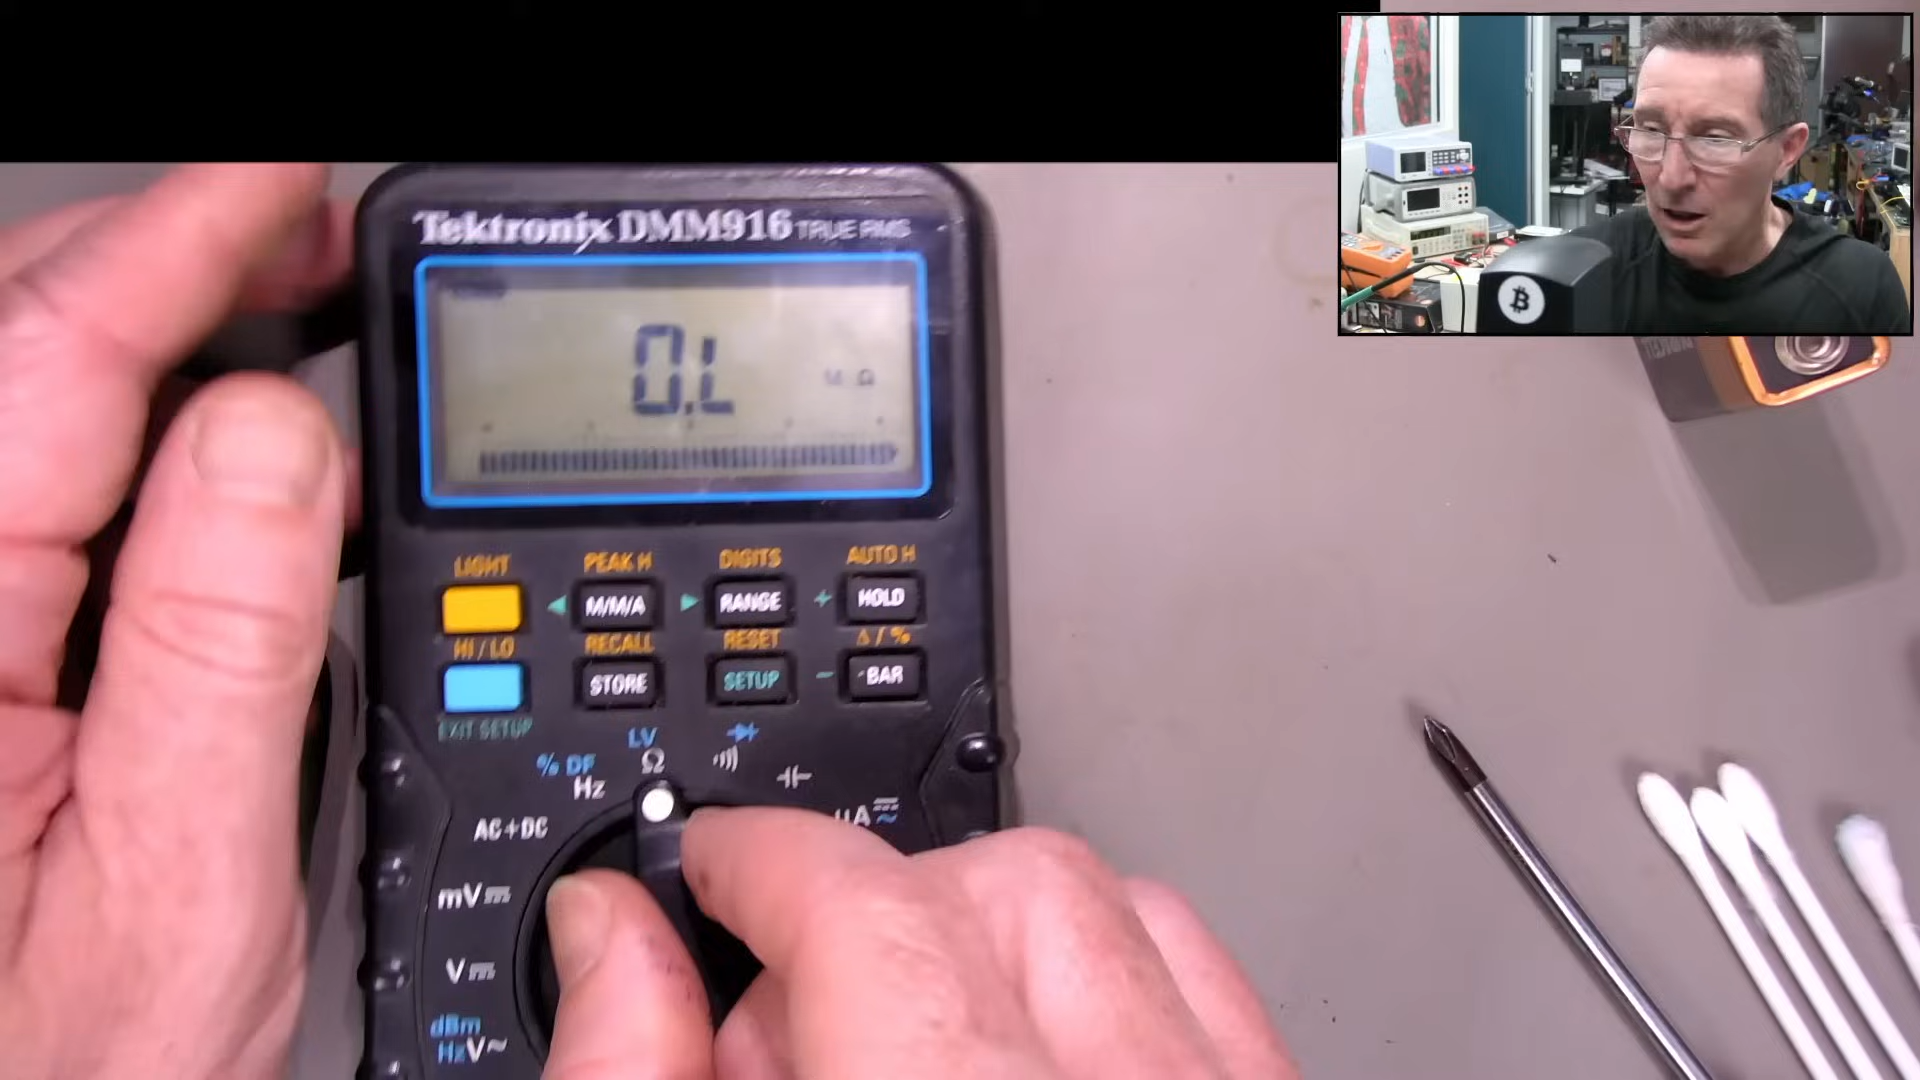 Tektronix DMM916 TRUE RMS
0.L MΩ
LIGHT PEAK H DIGITS AUTO H
M/M/A RANGE + HOLD
HI / LO RECALL RESET Δ / %
STORE SETUP - -BAR
EXIT SETUP
LV
% DF Ω
Hz
AC+DC µA
mV
V
dBm
Hz V~